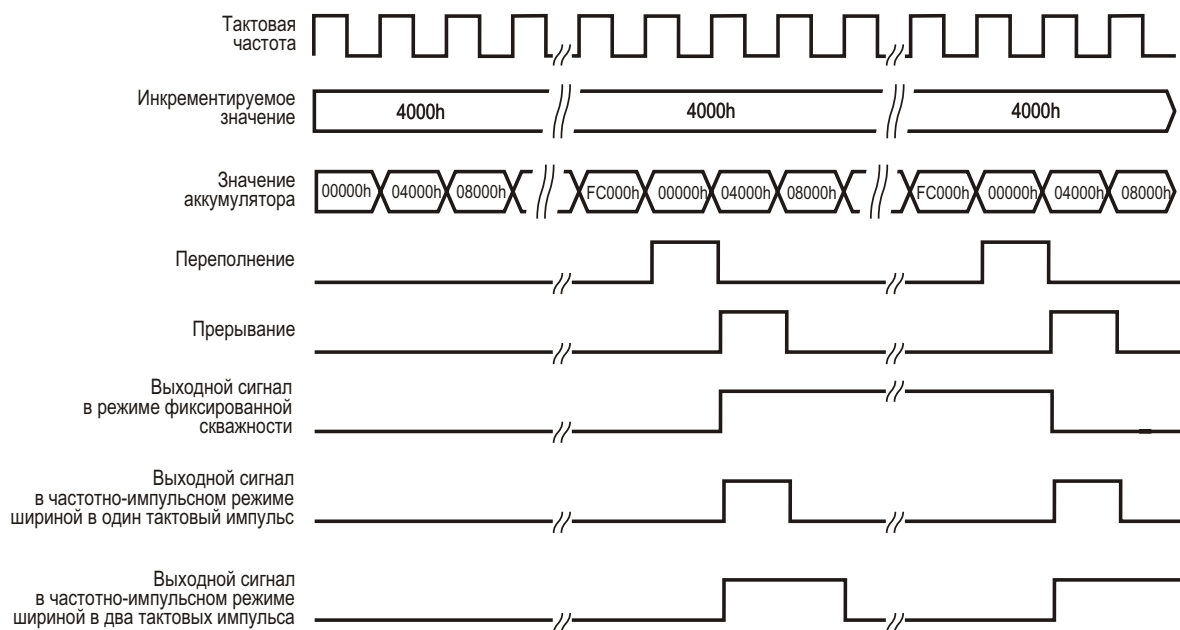 Тактовая
частота
Инкрементируемое
значение
4000h 4000h 4000h
Значение
аккумулятора
00000h 04000h 08000h FC000h 00000h 04000h 08000h FC000h 00000h 04000h 08000h
Переполнение
Прерывание
Выходной сигнал
в режиме фиксированной
скважности
Выходной сигнал
в частотно-импульсном режиме
шириной в один тактовый импульс
Выходной сигнал
в частотно-импульсном режиме
шириной в два тактовых импульса